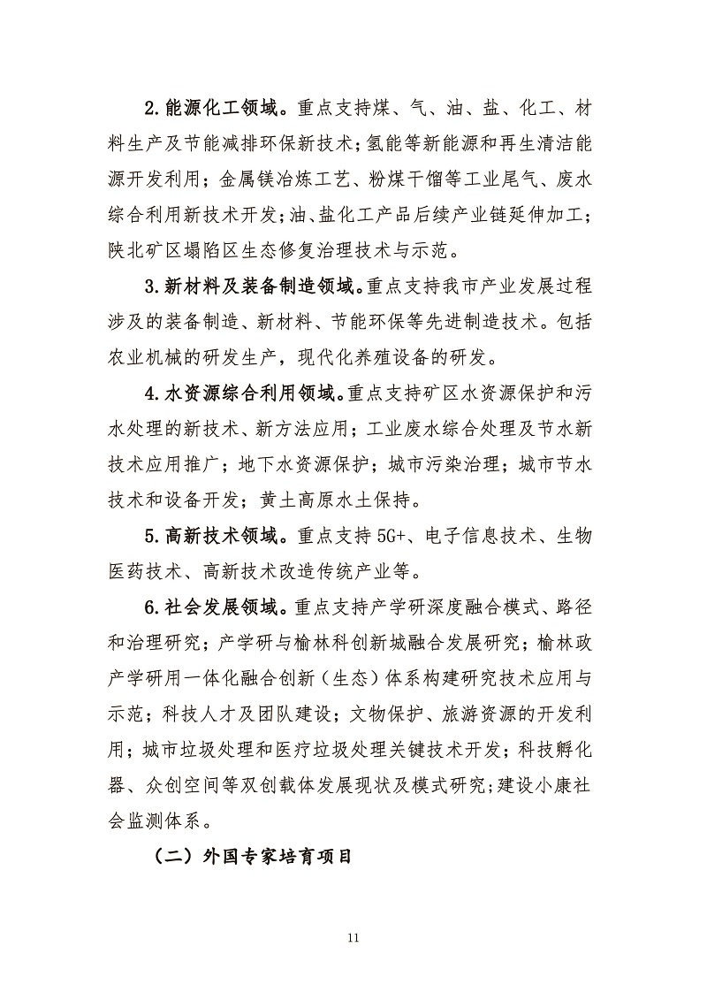 2.能源化工领域。重点支持煤、气、油、盐、化工、材
料生产及节能减排环保新技术;氢能等新能源和再生清洁能
源开发利用；金属镁冶炼工艺、粉煤干馏等工业尾气、废水
综合利用新技术开发;油、盐化工产品后续产业链延伸加工；
陕北矿区塌陷区生态修复治理技术与示范。
3.新材料及装备制造领域。重点支持我市产业发展过程
涉及的装备制造、新材料、节能环保等先进制造技术。包括
农业机械的研发生产，现代化养殖设备的研发。
4.水资源综合利用领域。重点支持矿区水资源保护和污
水处理的新技术、新方法应用；工业废水综合处理及节水新
技术应用推广；地下水资源保护；城市污染治理；城市节水
技术和设备开发；黄土高原水土保持。
5.高新技术领域。重点支持 5G+、电子信息技术、生物
医药技术、高新技术改造传统产业等。
6.社会发展领域。重点支持产学研深度融合模式、路径
和治理研究；产学研与榆林科创新城融合发展研究；榆林政
产学研用一体化融合创新（生态）体系构建研究技术应用与
示范；科技人才及团队建设；文物保护、旅游资源的开发利
用；城市垃圾处理和医疗垃圾处理关键技术开发；科技孵化
器、众创空间等双创载体发展现状及模式研究;建设小康社
会监测体系。
（二）外国专家培育项目
11